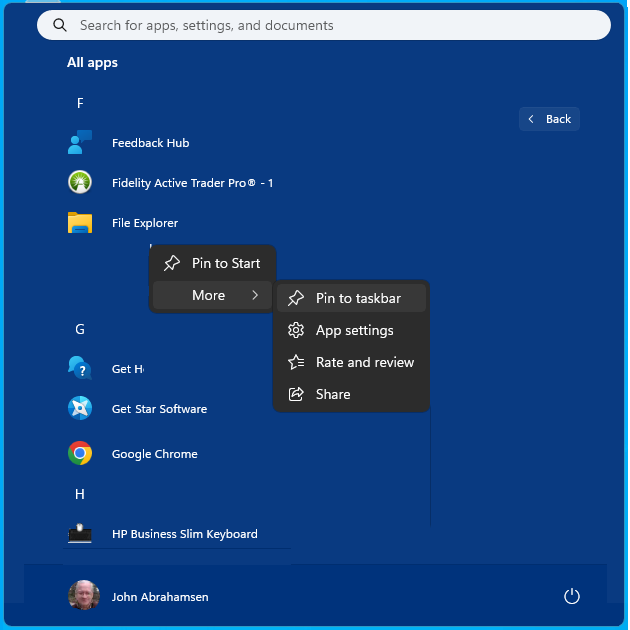 Search for apps, settings, and documents
All apps
F
Back
Feedback Hub
Fidelity Active Trader Pro® - 1
File Explorer
Pin to Start
More
Pin to taskbar
App settings
Rate and review
Share
G
Get
Get Star Software
Google Chrome
H
HP Business Slim Keyboard
John Abrahamsen